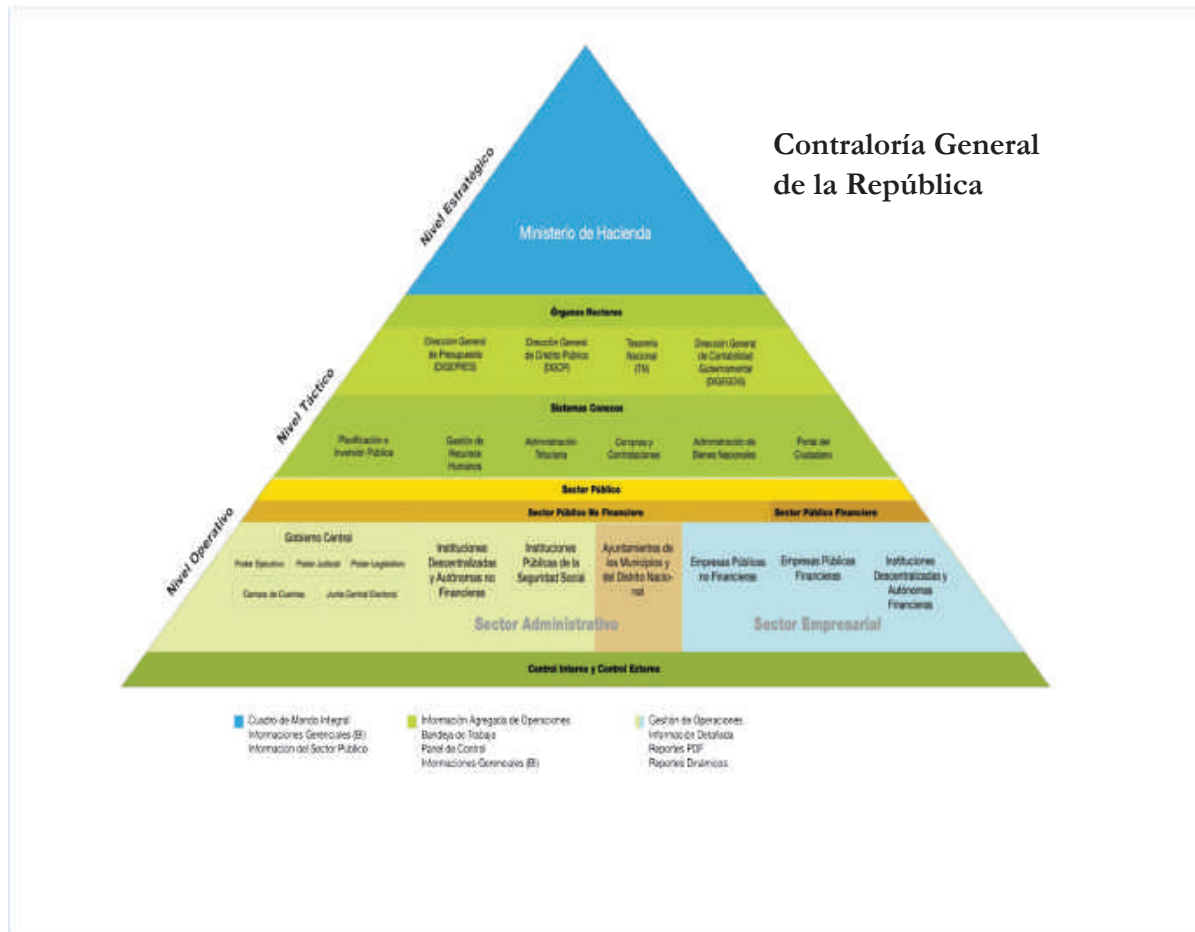 Contraloría General
de la República
Nivel Estratégico
Ministerio de Hacienda
Nivel Táctico
Órganos Rectores
Dirección General
de Presupuesto
(DIGEPRES)
Dirección General
de Crédito Público
(DGCP)
Tesorería
Nacional
(TN)
Dirección General
de Contabilidad
Gubernamental
(DIGECOG)
Sistemas Conexos
Planificación e
Inversión Pública
Gestión de
Recursos
Humanos
Administración
Tributaria
Compras y
Contrataciones
Administración de
Bienes Nacionales
Portal del
Ciudadano
Nivel Operativo
Sector Público
Sector Público No Financiero
Sector Público Financiero
Gobierno Central
Poder Ejecutivo
Poder Judicial
Poder Legislativo
Camara de Cuentas
Junta Central Electoral
Instituciones
Descentralizadas
y Autónomas no
Financieras
Instituciones
Públicas de la
Seguridad Social
Ayuntamientos de
los Municipios y
del Distrito Nacio-
nal
Empresas Públicas
no Financieras
Empresas Públicas
Financieras
Instituciones
Descentralizadas y
Autónomas
Financieras
Sector Administrativo
Sector Empresarial
Control Interno y Control Externo
Cuadro de Mando Integral
Informaciones Gerenciales (BI)
Informacion del Sector Publico
Información Agregada de Operaciones
Bandeja de Trabajo
Panel de Control
Informaciones Gerenciales (BI)
Gestión de Operaciones
Información Detallada
Reportes PDF
Reportes Dinámicos